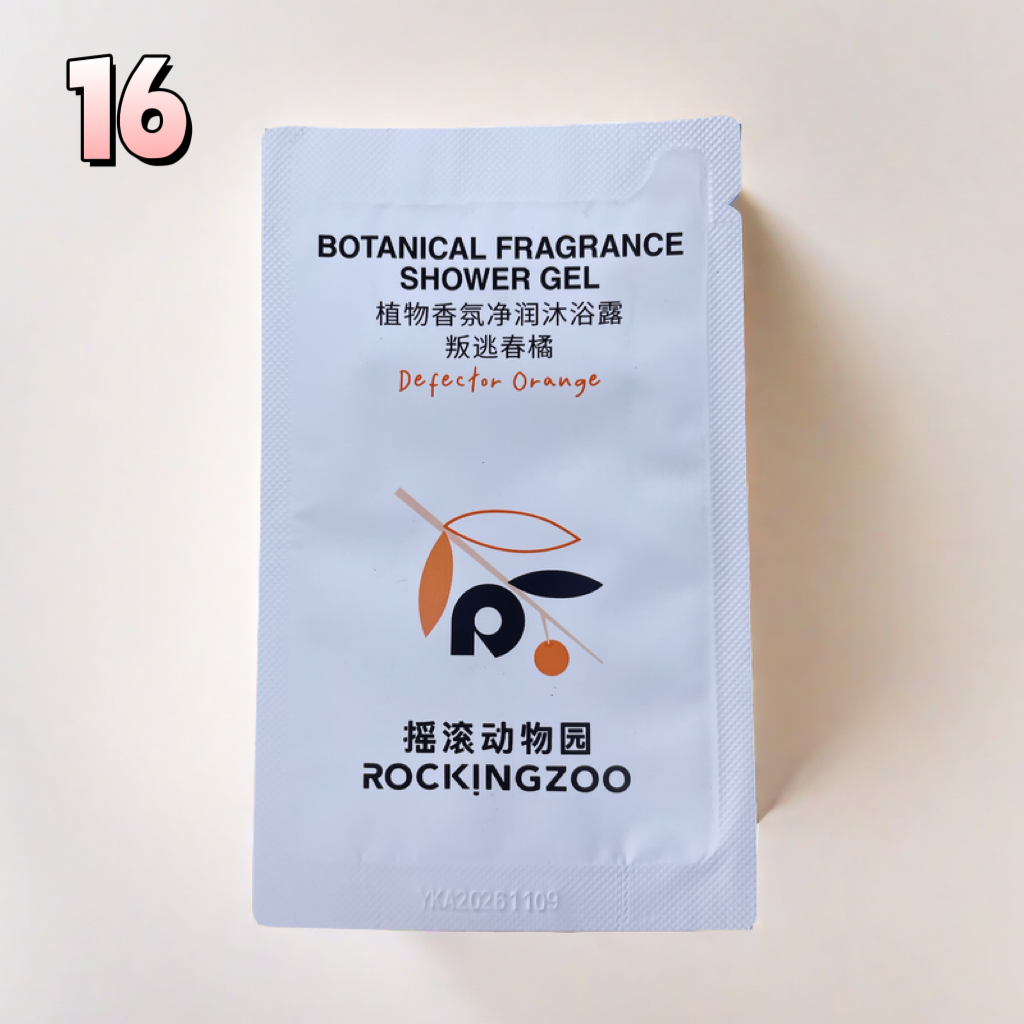 16
BOTANICAL FRAGRANCE
SHOWER GEL
植物香氛净润沐浴露
叛逃春橘
Defector Orange
摇滚动物园
ROCKINGZOO
YKA20261109